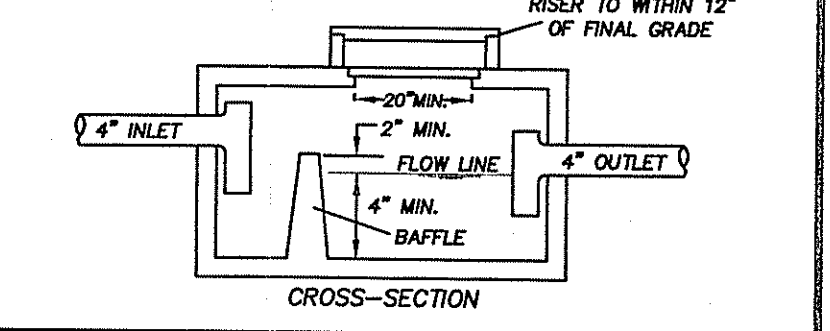 RISER TO WITHIN 12"
OF FINAL GRADE
20"MIN.
4" INLET
2" MIN.
FLOW LINE
4" OUTLET
4" MIN.
BAFFLE
CROSS-SECTION